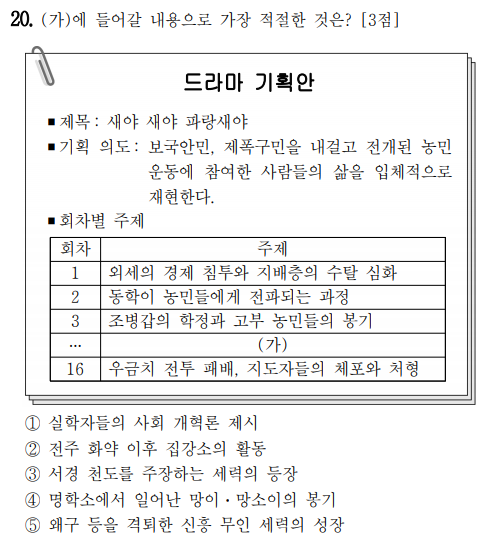 20. (가)에 들어갈 내용으로 가장 적절한 것은? [3점]
드라마 기획안
■ 제목 : 새야 새야 파랑새야
■ 기획 의도 : 보국안민, 제폭구민을 내걸고 전개된 농민
운동에 참여한 사람들의 삶을 입체적으로
재현한다.
■ 회차별 주제
회차 주제
1 외세의 경제 침투와 지배층의 수탈 심화
2 동학이 농민들에게 전파되는 과정
3 조병갑의 학정과 고부 농민들의 봉기
… (가)
16 우금치 전투 패배, 지도자들의 체포와 처형
① 실학자들의 사회 개혁론 제시
② 전주 화약 이후 집강소의 활동
③ 서경 천도를 주장하는 세력의 등장
④ 명학소에서 일어난 망이・망소이의 봉기
⑤ 왜구 등을 격퇴한 신흥 무인 세력의 성장